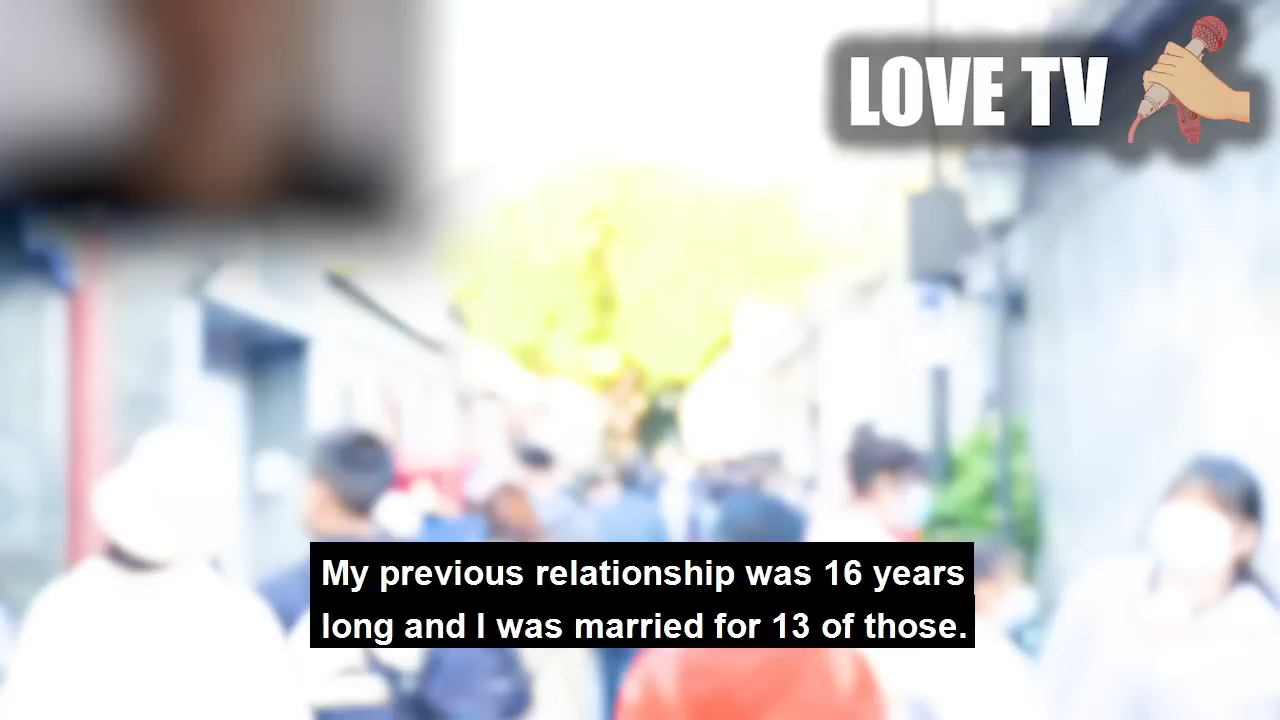 LOVE TV
My previous relationship was 16 years
long and I was married for 13 of those.